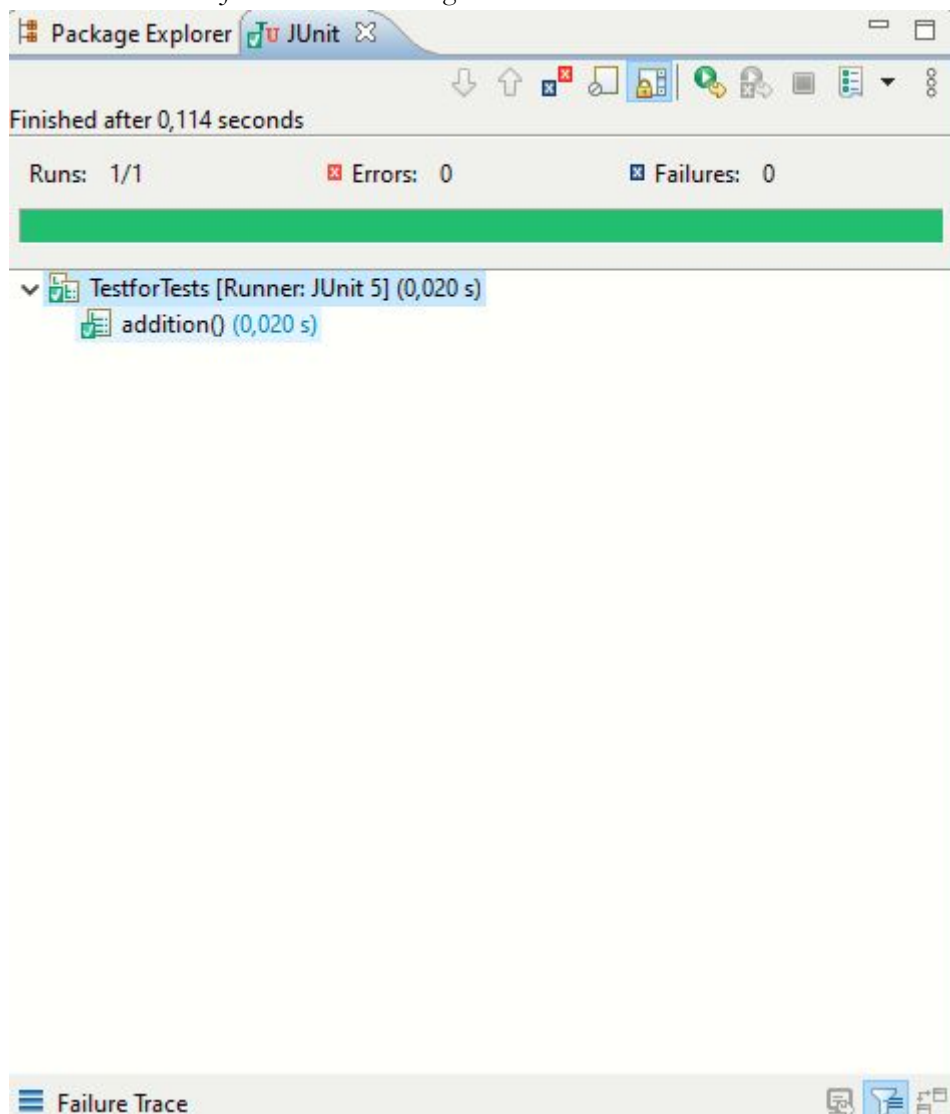 Package Explorer JUnit
Finished after 0,114 seconds
Runs: 1/1 Errors: 0 Failures: 0
TestforTests [Runner: JUnit 5] (0,020 s)
addition() (0,020 s)
Failure Trace